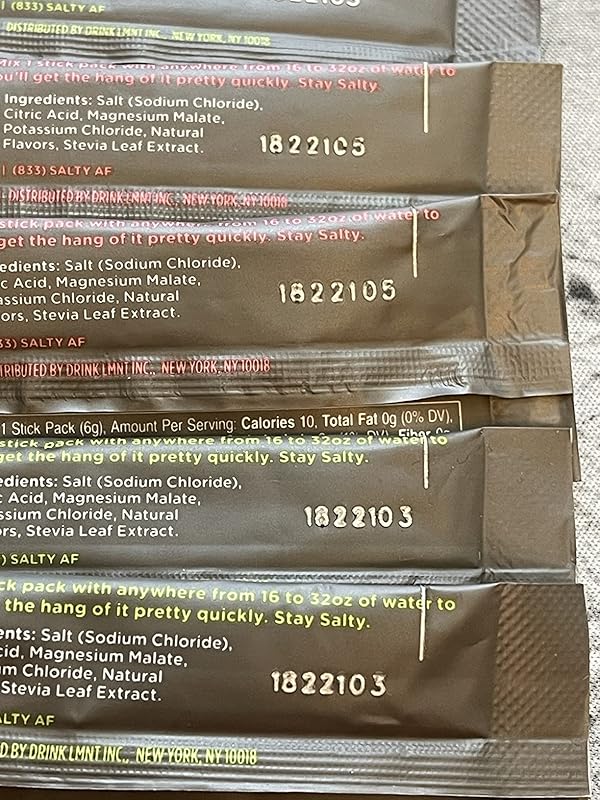 (833) SALTY AF
DISTRIBUTED BY DRINK LMNT INC., NEW YORK, NY 10018
Mix 1 stick pack with anywhere from 16 to 32oz of water to
you'll get the hang of it pretty quickly. Stay Salty.
Ingredients: Salt (Sodium Chloride),
Citric Acid, Magnesium Malate,
Potassium Chloride, Natural
Flavors, Stevia Leaf Extract.
1822105
| (833) SALTY AF
DISTRIBUTED BY DRINK LMNT INC., NEW YORK, NY 10018
stick pack with anywhere from 16 to 32oz of water to
get the hang of it pretty quickly. Stay Salty.
edients: Salt (Sodium Chloride),
c Acid, Magnesium Malate,
assium Chloride, Natural
ors, Stevia Leaf Extract.
1822105
33) SALTY AF
TRIBUTED BY DRINK LMNT INC., NEW YORK, NY 10018
1 Stick Pack (6g), Amount Per Serving: Calories 10, Total Fat 0g (0% DV),
stick pack with anywhere from 16 to 32oz of water to
get the hang of it pretty quickly. Stay Salty.
edients: Salt (Sodium Chloride),
c Acid, Magnesium Malate,
ssium Chloride, Natural
ors, Stevia Leaf Extract.
1822103
) SALTY AF
ck pack with anywhere from 16 to 32oz of water to
the hang of it pretty quickly. Stay Salty.
ents: Salt (Sodium Chloride),
cid, Magnesium Malate,
m Chloride, Natural
Stevia Leaf Extract.
1822103
ALTY AF
D BY DRINK LMNT INC., NEW YORK, NY 10018